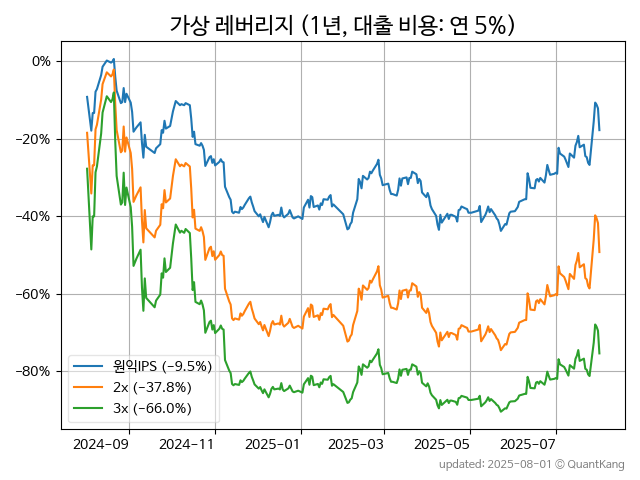 가상 레버리지 (1년, 대출 비용: 연 5%)
0%
−20%
−40%
−60%
−80%
원익IPS (−9.5%)
2x (−37.8%)
3x (−66.0%)
2024-09
2024-11
2025-01
2025-03
2025-05
2025-07
updated: 2025-08-01 © QuantKang